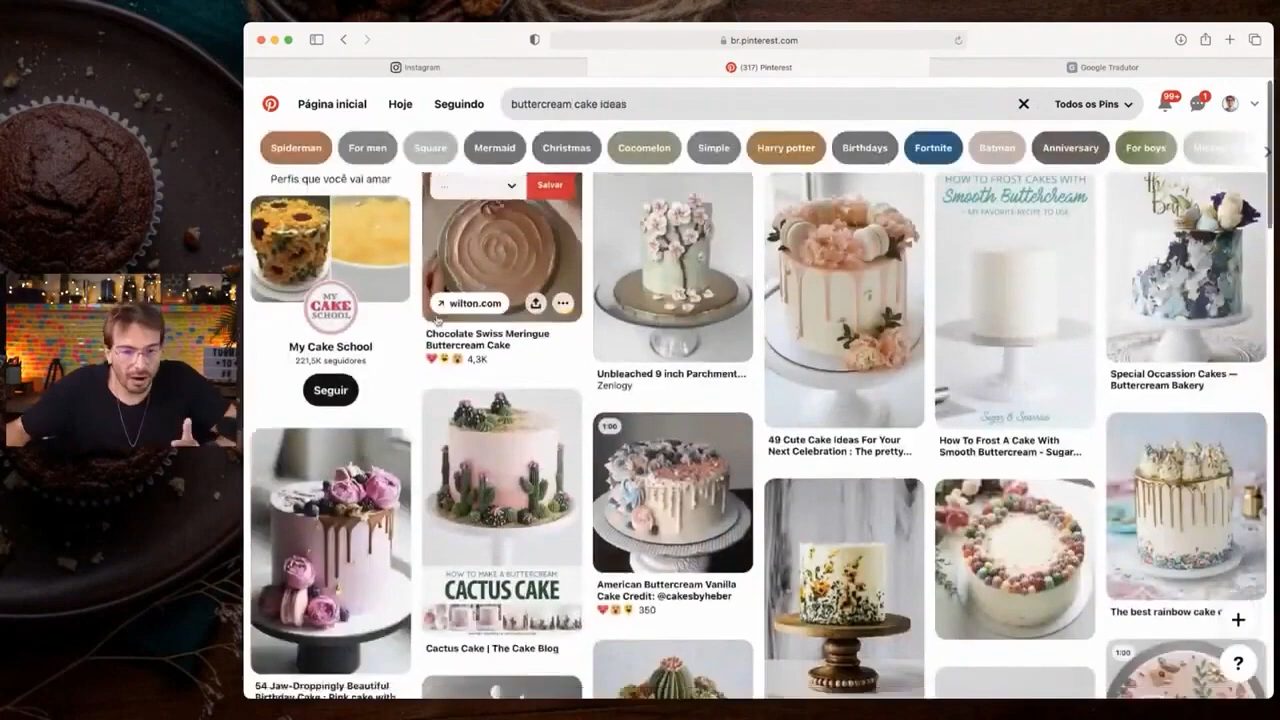 br.pinterest.com
Instagram
(317) Pinterest
Google Tradutor
Página inicial
Hoje
Seguindo
buttercream cake ideas
Todos os Pins
99+
1
Spiderman
For men
Square
Mermaid
Christmas
Cocomelon
Simple
Harry potter
Birthdays
Fortnite
Batman
Anniversary
For boys
Perfis que você vai amar
MY
CAKE
SCHOOL
My Cake School
221,5K seguidores
Seguir
54 Jaw-Droppingly Beautiful
Birthday Cake : Pink cake with
...
Salvar
wilton.com
Chocolate Swiss Meringue
Buttercream Cake
4,3K
HOW TO MAKE A BUTTERCREAM
CACTUS CAKE
Cactus Cake | The Cake Blog
Unbleached 9 inch Parchment...
Zenlogy
1:00
American Buttercream Vanilla
Cake Credit: @cakesbyheber
350
49 Cute Cake Ideas For Your
Next Celebration : The pretty...
HOW TO FROST CAKES WITH
Smooth Buttercream
- MY FAVORITE RECIPE TO USE -
Sugar & Sparrow
How To Frost A Cake With
Smooth Buttercream - Sugar...
Special Occassion Cakes —
Buttercream Bakery
The best rainbow cake r
1:00
+
?